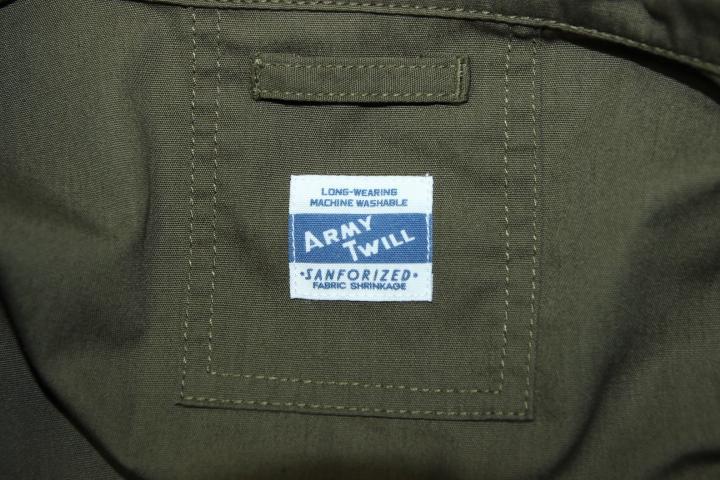 LONG-WEARING
MACHINE WASHABLE
ARMY
TWILL
•SANFORIZED•
FABRIC SHRINKAGE